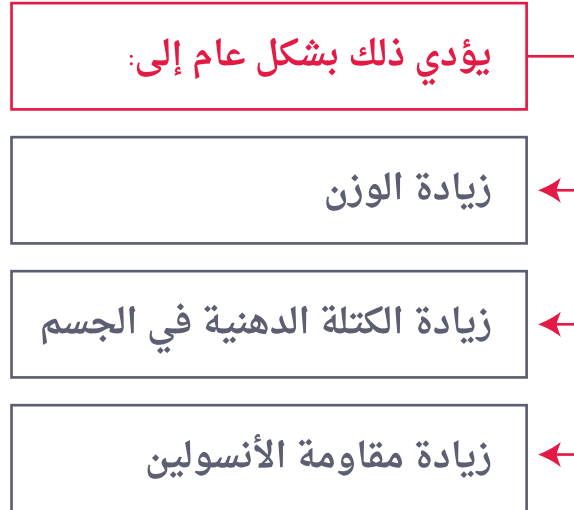 يؤدي ذلك بشكل عام إلى:
زيادة الوزن
زيادة الكتلة الدهنية في الجسم
زيادة مقاومة الأنسولين